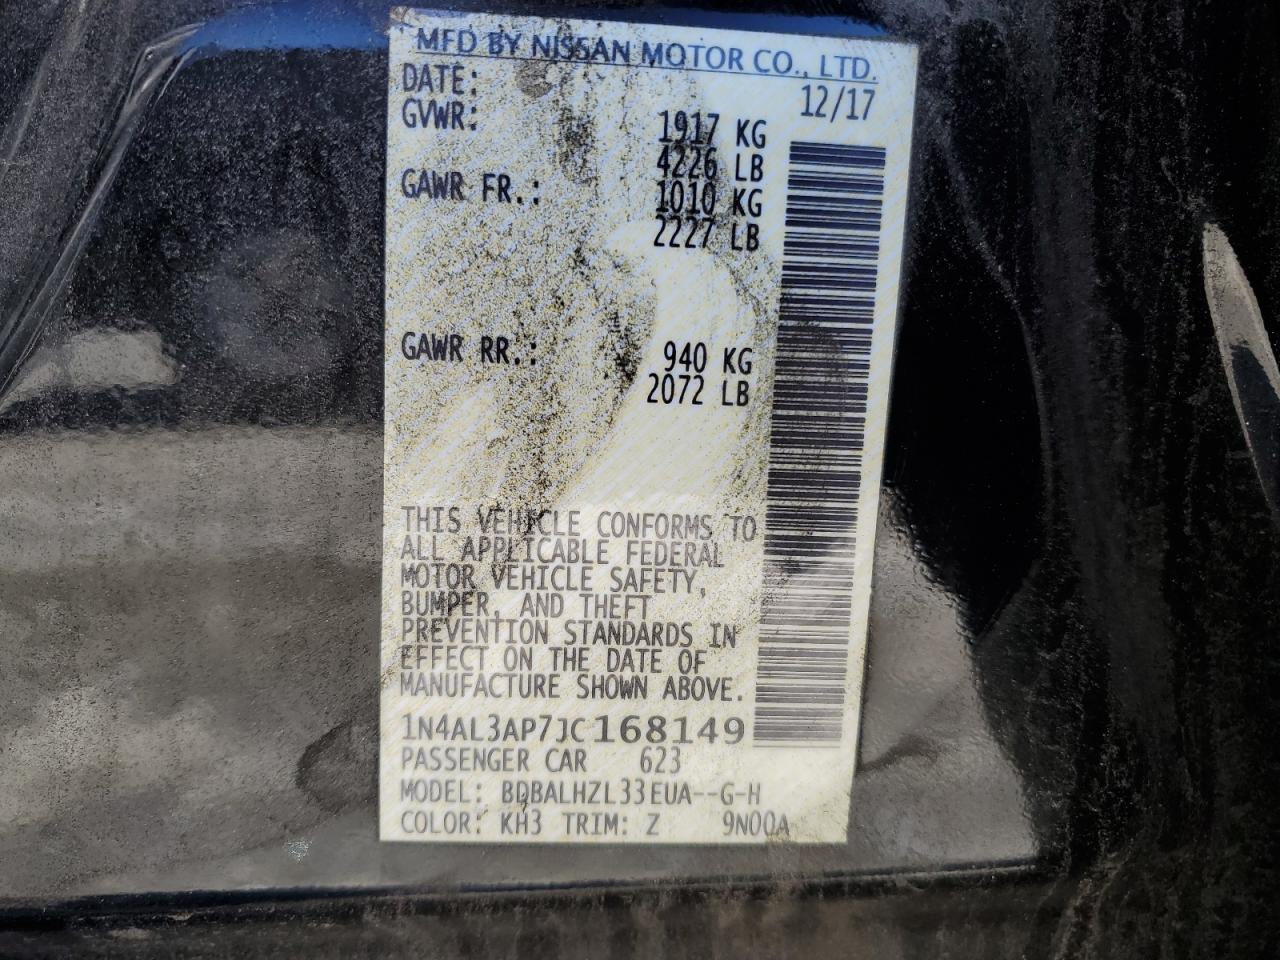 MFD BY NISSAN MOTOR CO., LTD.
DATE: 12/17
GVWR: 1917 KG
4226 LB
GAWR FR.: 1010 KG
2227 LB
GAWR RR.: 940 KG
2072 LB
THIS VEHICLE CONFORMS TO
ALL APPLICABLE FEDERAL
MOTOR VEHICLE SAFETY,
BUMPER, AND THEFT
PREVENTION STANDARDS IN
EFFECT ON THE DATE OF
MANUFACTURE SHOWN ABOVE.
1N4AL3AP7JC168149
PASSENGER CAR 623
MODEL: BDBALHZL33EUA--G-H
COLOR: KH3 TRIM: Z 9N00A